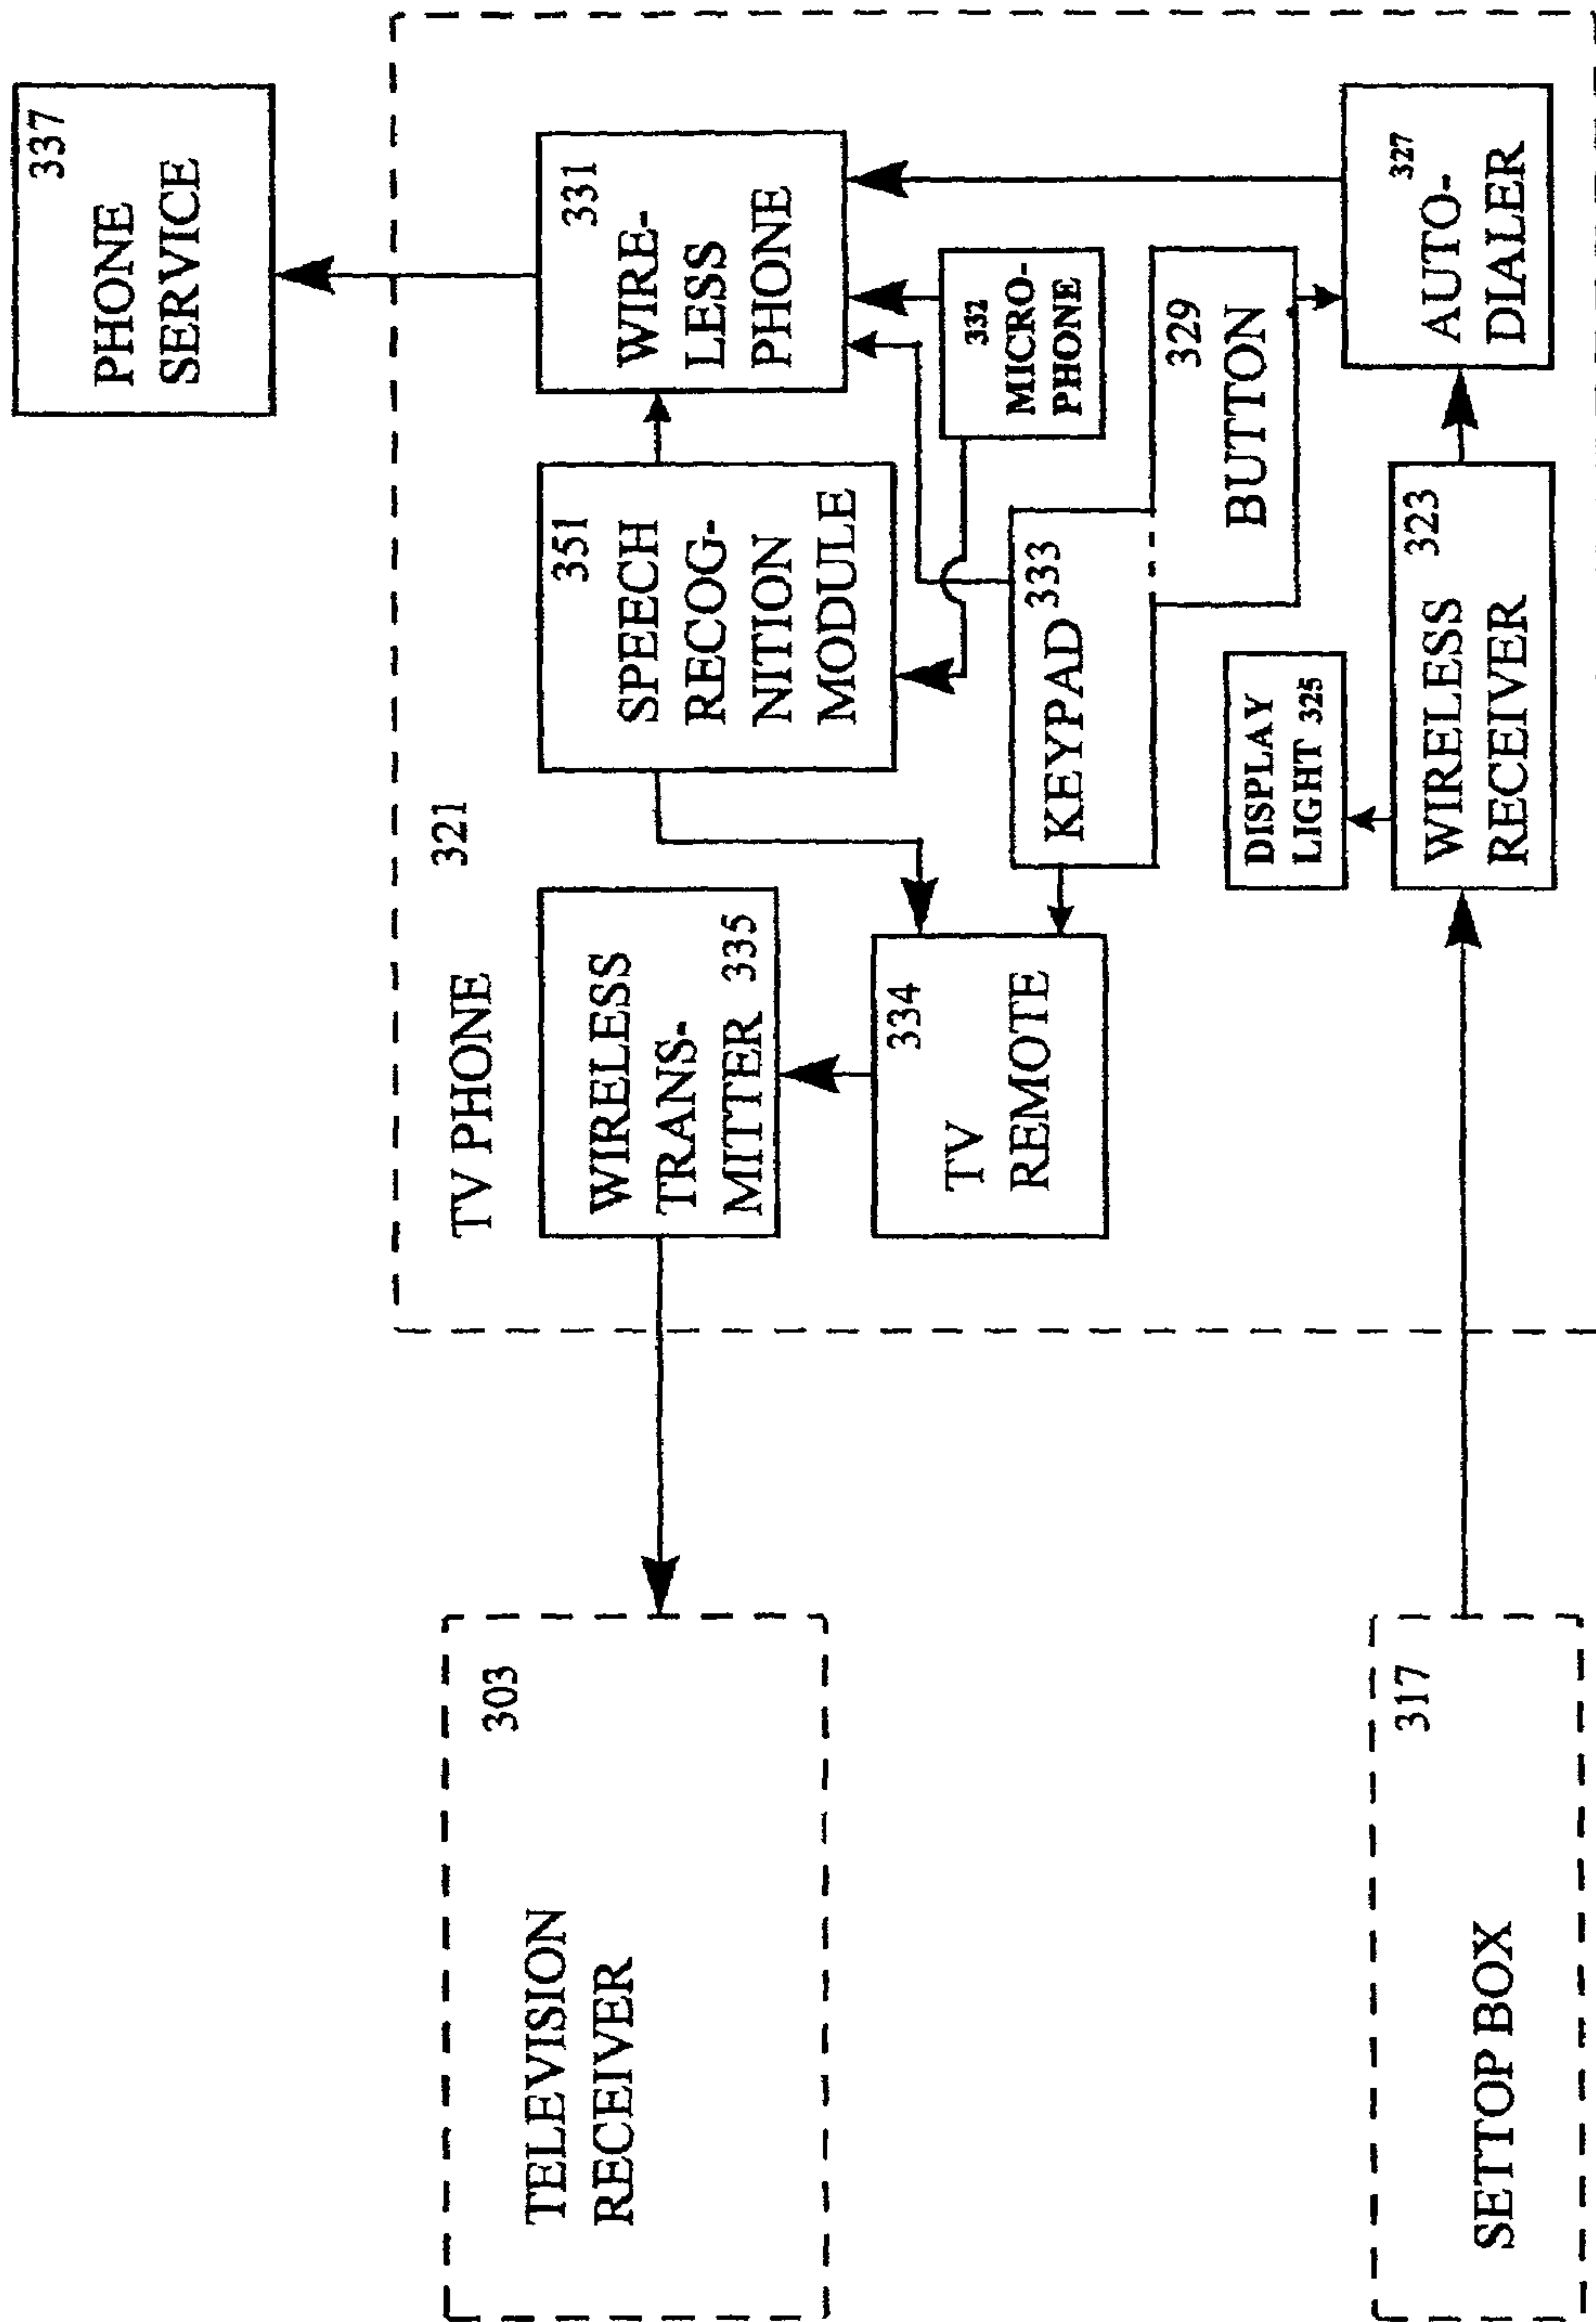 337
PHONE
SERVICE
TV PHONE 321
331
WIRE-
LESS
PHONE
351
SPEECH
RECOG-
NITION
MODULE
WIRELESS
TRANS-
MITTER 335
303
TELEVISION
RECEIVER
332
MICRO-
PHONE
334
TV
REMOTE
KEYPAD 333
329
BUTTON
DISPLAY
LIGHT 325
327
AUTO-
DIALER
323
WIRELESS
RECEIVER
317
SETTOP BOX